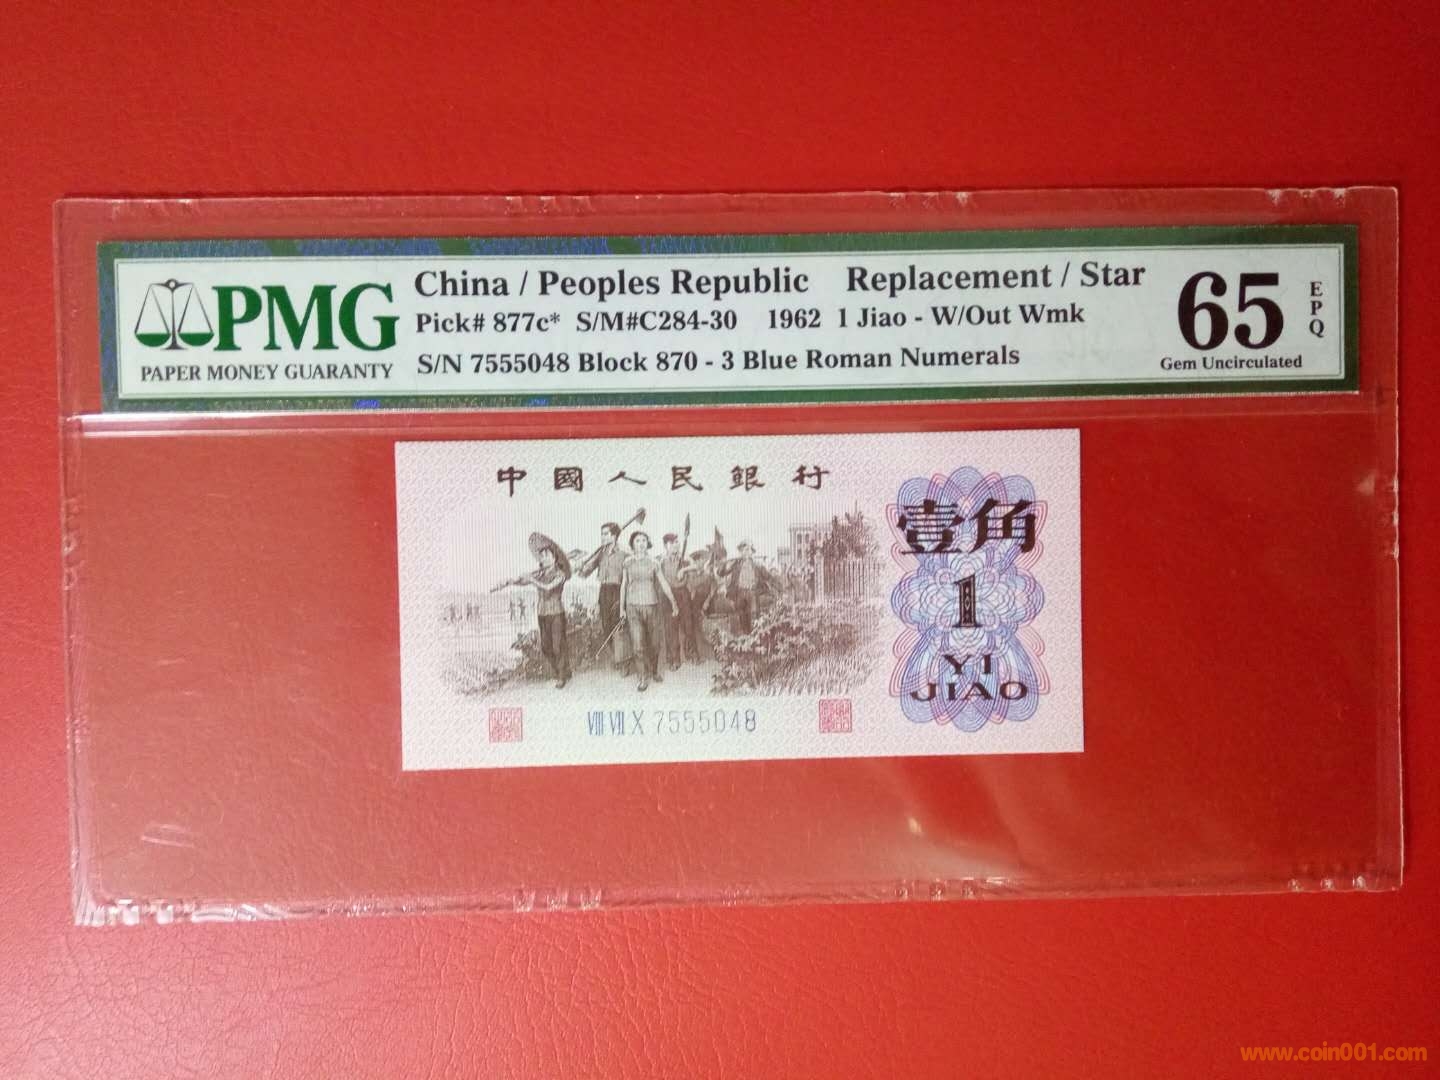 PMG
PAPER MONEY GUARANTY
China / Peoples Republic Replacement / Star
Pick# 877c* S/M#C284-30 1962 1 Jiao - W/Out Wmk
S/N 7555048 Block 870 - 3 Blue Roman Numerals
65
EPQ
Gem Uncirculated
中國人民銀行
壹角
1
YI
JIAO
VIII VII X 7555048
www.coin001.com